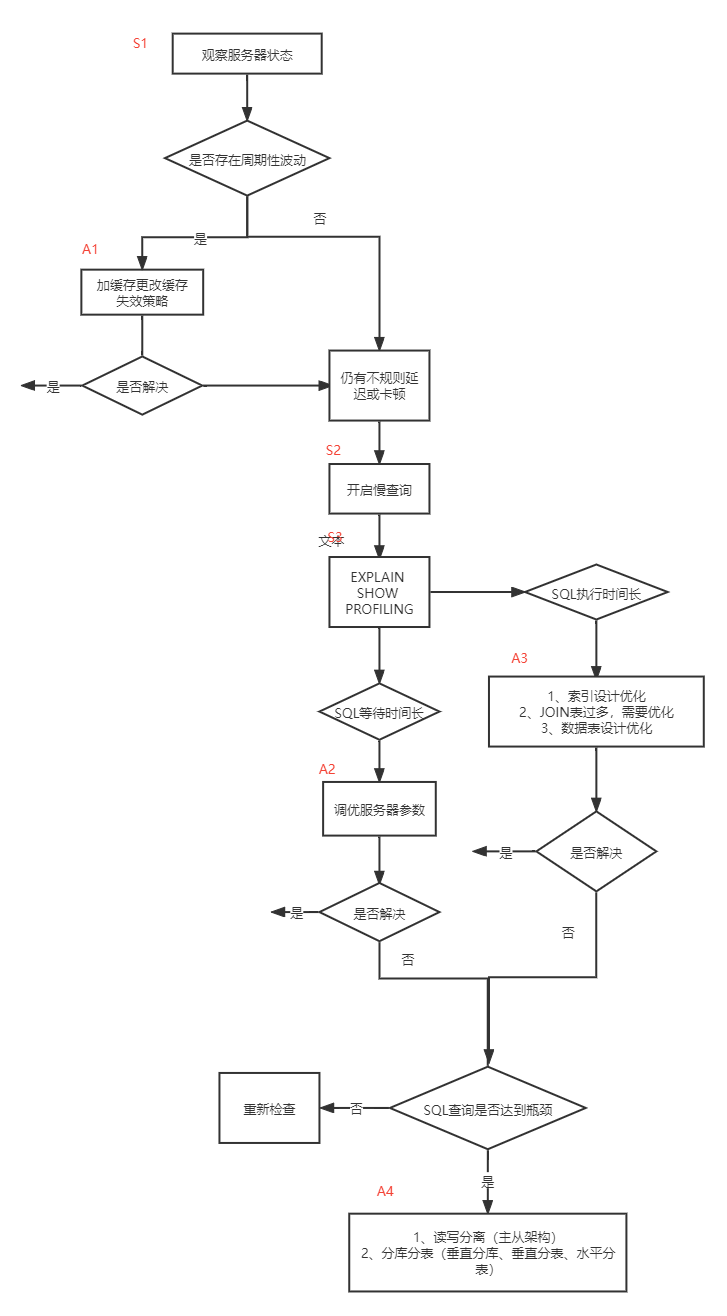 S1
观察服务器状态
是否存在周期性波动
否
是
A1
加缓存更改缓存
失效策略
是
是否解决
仍有不规则延
迟或卡顿
S2
开启慢查询
S3
文本
EXPLAIN
SHOW
PROFILING
SQL执行时间长
A3
1、索引设计优化
2、JOIN表过多，需要优化
3、数据表设计优化
SQL等待时间长
A2
调优服务器参数
是
是否解决
是
是否解决
否
否
重新检查
否
SQL查询是否达到瓶颈
是
A4
1、读写分离（主从架构）
2、分库分表（垂直分库、垂直分表、水平分
表）